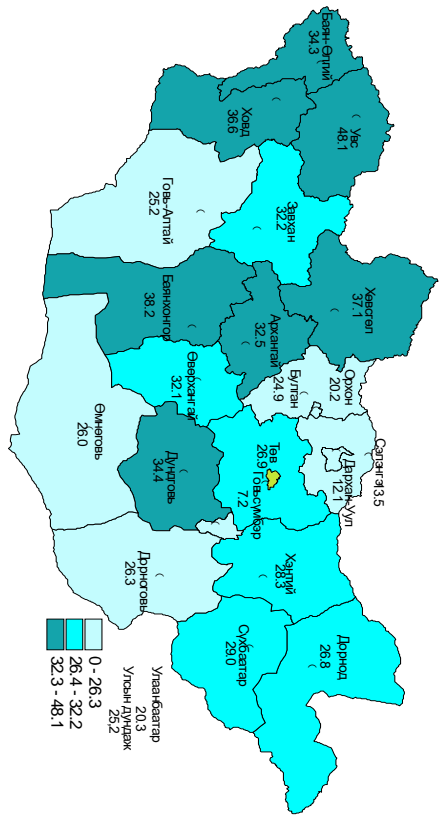 Баян-Өлгий
34.3
Увс
48.1
Ховд
36.6
Завхан
32.2
Говь-Алтай
25.2
Хөвсгөл
37.1
Баянхонгор
38.2
Архангай
32.5
Орхон
20.2
Булган
24.9
Өвөрхангай
32.1
Өмнөговь
26.0
Сэлэнгэ
13.5
Дархан-Уул
12.1
Төв
26.9
Говьсүмбэр
7.2
Дундговь
34.4
Дорноговь
26.3
Хэнтий
28.3
Дорнод
26.8
Сүхбаатар
29.0
Улаанбаатар
20.3
Улсын дундаж
25,2
0 - 26.3
26.4 - 32.2
32.3 - 48.1